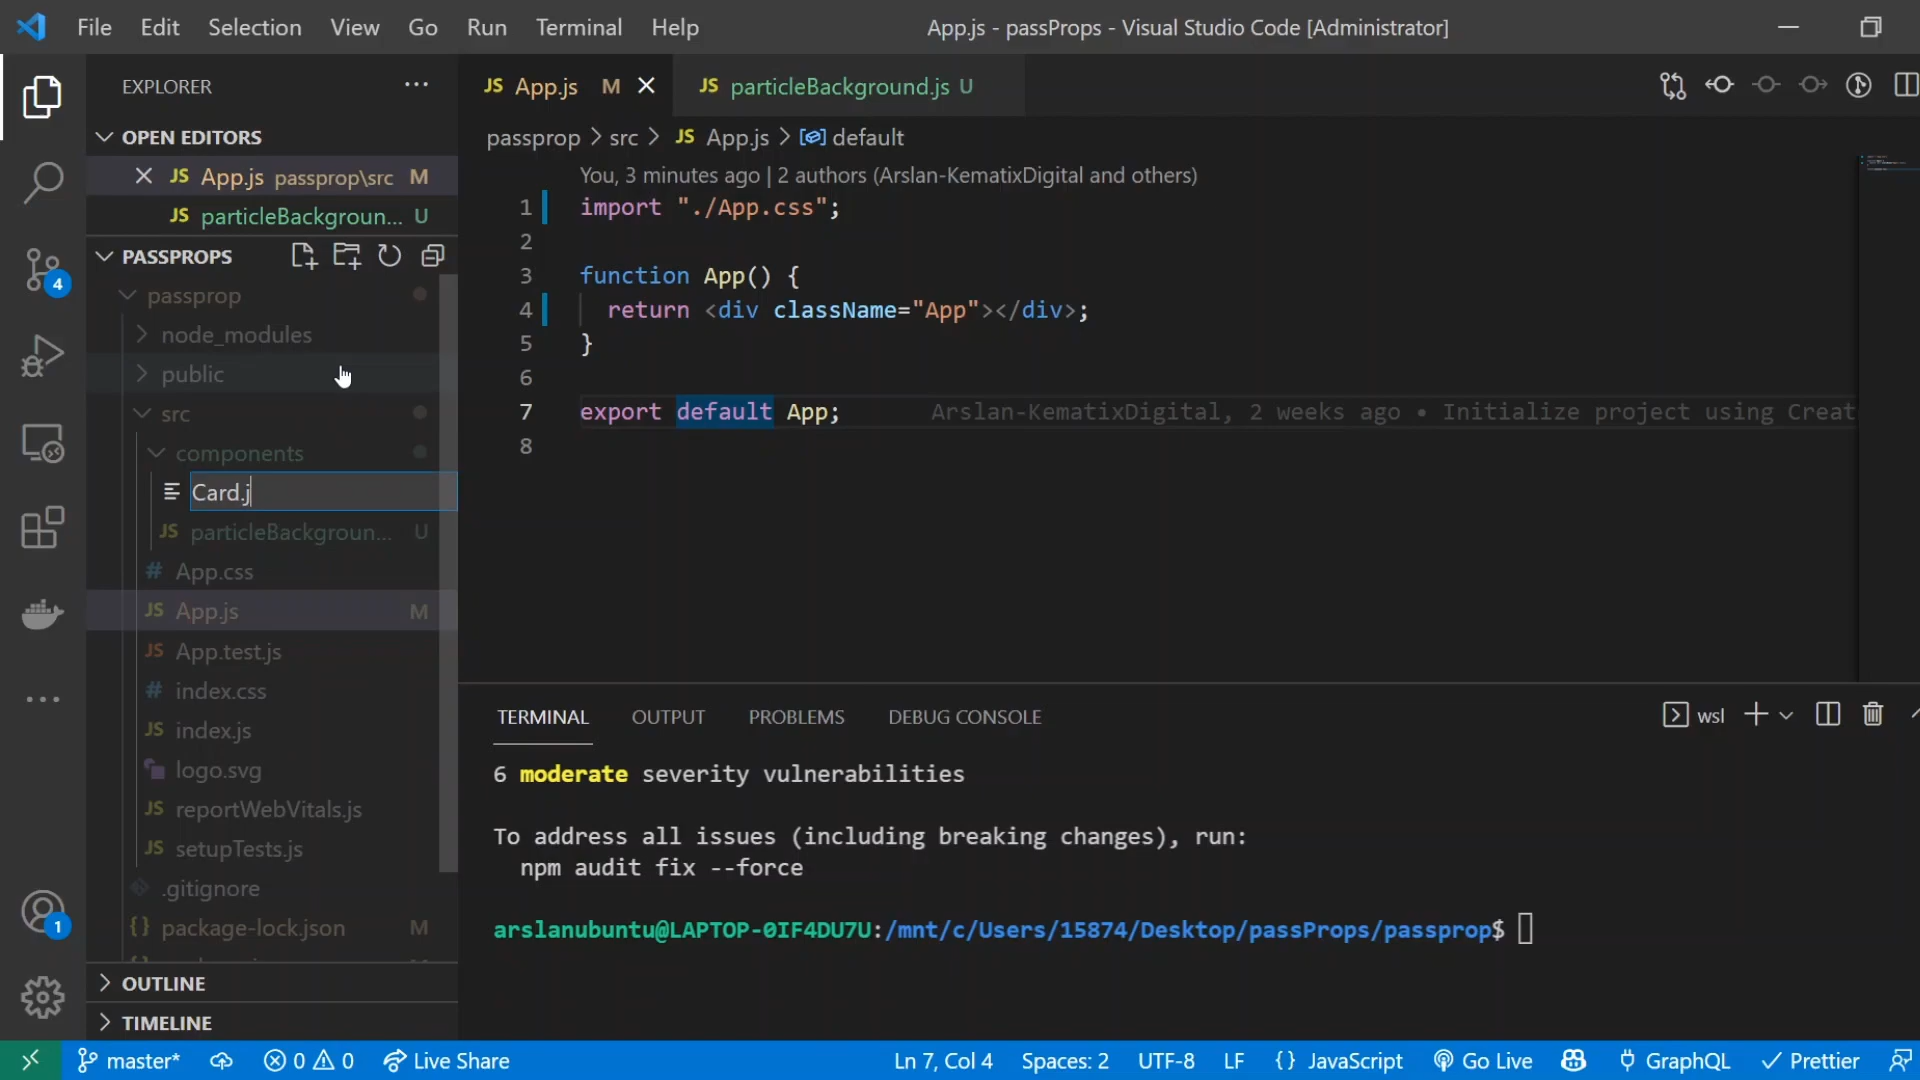 File Edit Selection View Go Run Terminal Help
App.js - passProps - Visual Studio Code [Administrator]
EXPLORER
OPEN EDITORS
JS App.js passprop\src M
JS particleBackgroun... U
PASSPROPS
passprop
node_modules
public
src
components
Card.j
JS particleBackgroun... U
# App.css
JS App.js M
JS App.test.js
# index.css
JS index.js
logo.svg
JS reportWebVitals.js
JS setupTests.js
.gitignore
{} package-lock.json M
OUTLINE
TIMELINE
4
1
JS App.js M
JS particleBackground.js U
passprop > src > JS App.js > default
You, 3 minutes ago | 2 authors (Arslan-KematixDigital and others)
1 import "./App.css";
2
3 function App() {
4 return <div className="App"></div>;
5 }
6
7 export default App; Arslan-KematixDigital, 2 weeks ago • Initialize project using Creat
8
TERMINAL OUTPUT PROBLEMS DEBUG CONSOLE
wsl
6 moderate severity vulnerabilities
To address all issues (including breaking changes), run:
npm audit fix --force
arslanubuntu@LAPTOP-0IF4DU7U:/mnt/c/Users/15874/Desktop/passProps/passprop$
master* 0 0 Live Share Ln 7, Col 4 Spaces: 2 UTF-8 LF {} JavaScript Go Live GraphQL Prettier